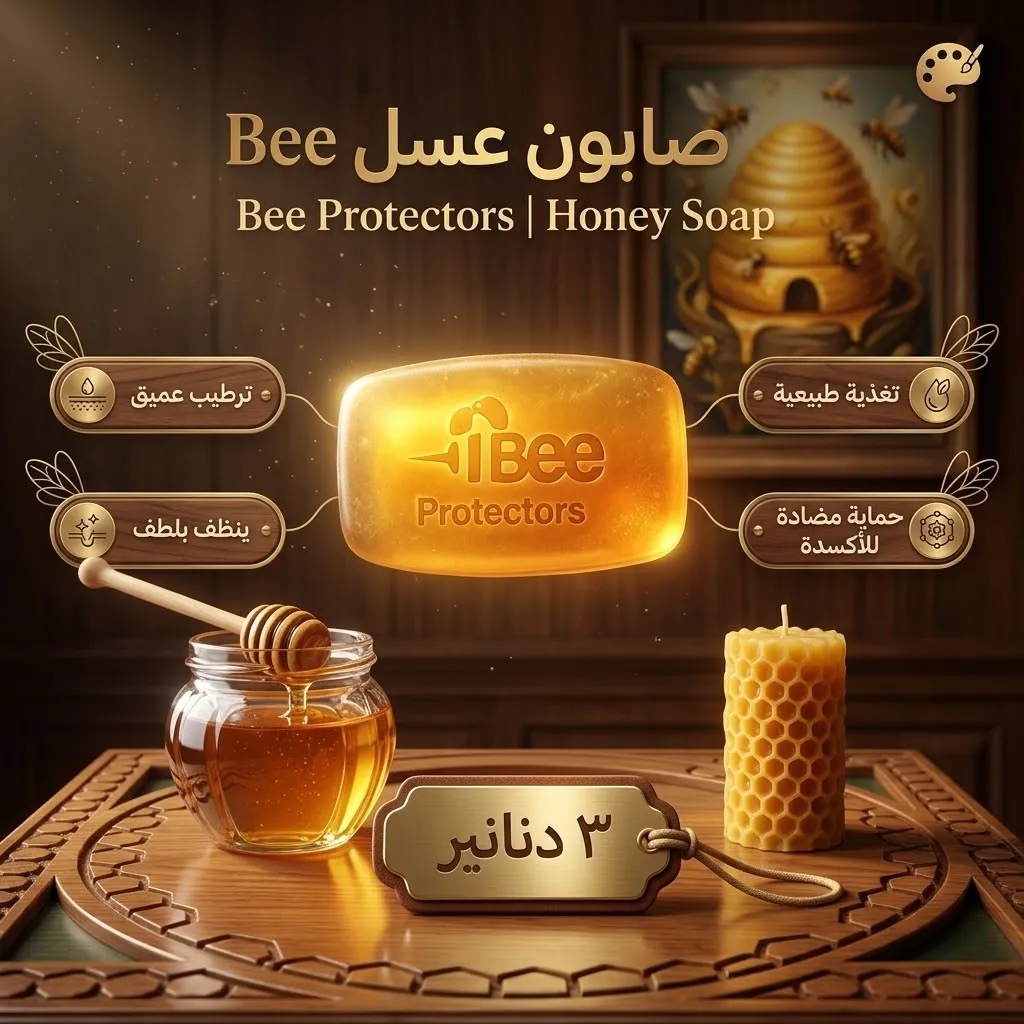 صابون عسل Bee
Bee Protectors | Honey Soap
ترطيب عميق
تغذية طبيعية
ينظف بلطف
حماية مضادة
للأكسدة
Bee
Protectors
٣ دنانير